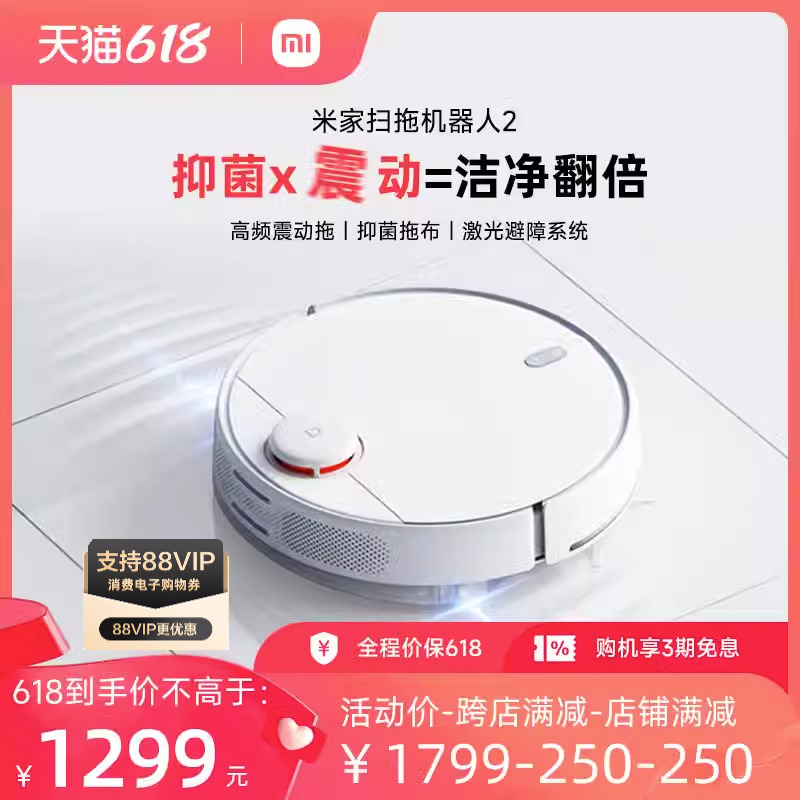 天猫618
mi
米家扫拖机器人2
抑菌x震动=洁净翻倍
高频震动拖|抑菌拖布|激光避障系统
支持88VIP
消费电子购物券
88VIP更优惠
¥ 全程价保618
% 购机享3期免息
618到手价不高于:
¥1299元
活动价-跨店满减-店铺满减
¥1799-250-250